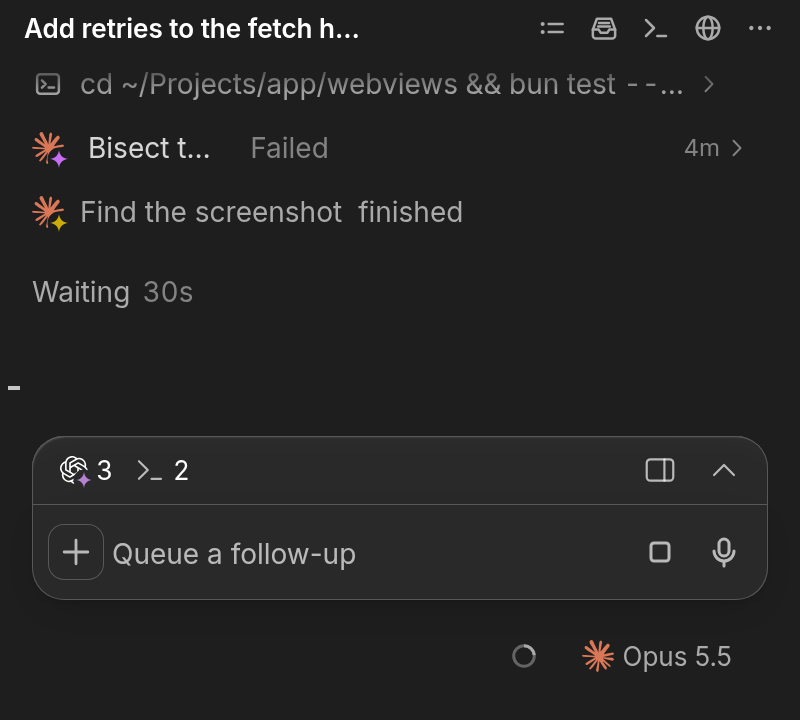 Add retries to the fetch h...
cd ~/Projects/app/webviews && bun test --...
Bisect t... Failed 4m
Find the screenshot finished
Waiting 30s
3 2
Queue a follow-up
Opus 5.5